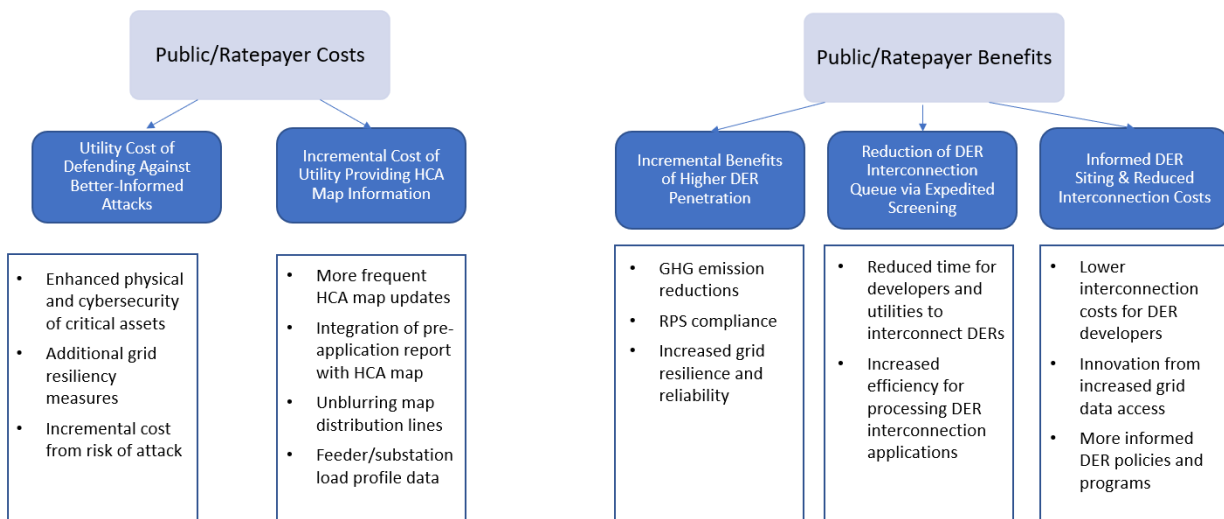 Public/Ratepayer Costs
Utility Cost of
Defending Against
Better-Informed
Attacks
Incremental Cost of
Utility Providing HCA
Map Information
• Enhanced physical
and cybersecurity
of critical assets
• Additional grid
resiliency
measures
• Incremental cost
from risk of attack
• More frequent
HCA map updates
• Integration of pre-
application report
with HCA map
• Unblurring map
distribution lines
• Feeder/substation
load profile data
Public/Ratepayer Benefits
Incremental Benefits
of Higher DER
Penetration
Reduction of DER
Interconnection
Queue via Expedited
Screening
Informed DER
Siting & Reduced
Interconnection Costs
• GHG emission
reductions
• RPS compliance
• Increased grid
resilience and
reliability
• Reduced time for
developers and
utilities to
interconnect DERs
• Increased
efficiency for
processing DER
interconnection
applications
• Lower
interconnection
costs for DER
developers
• Innovation from
increased grid
data access
• More informed
DER policies and
programs